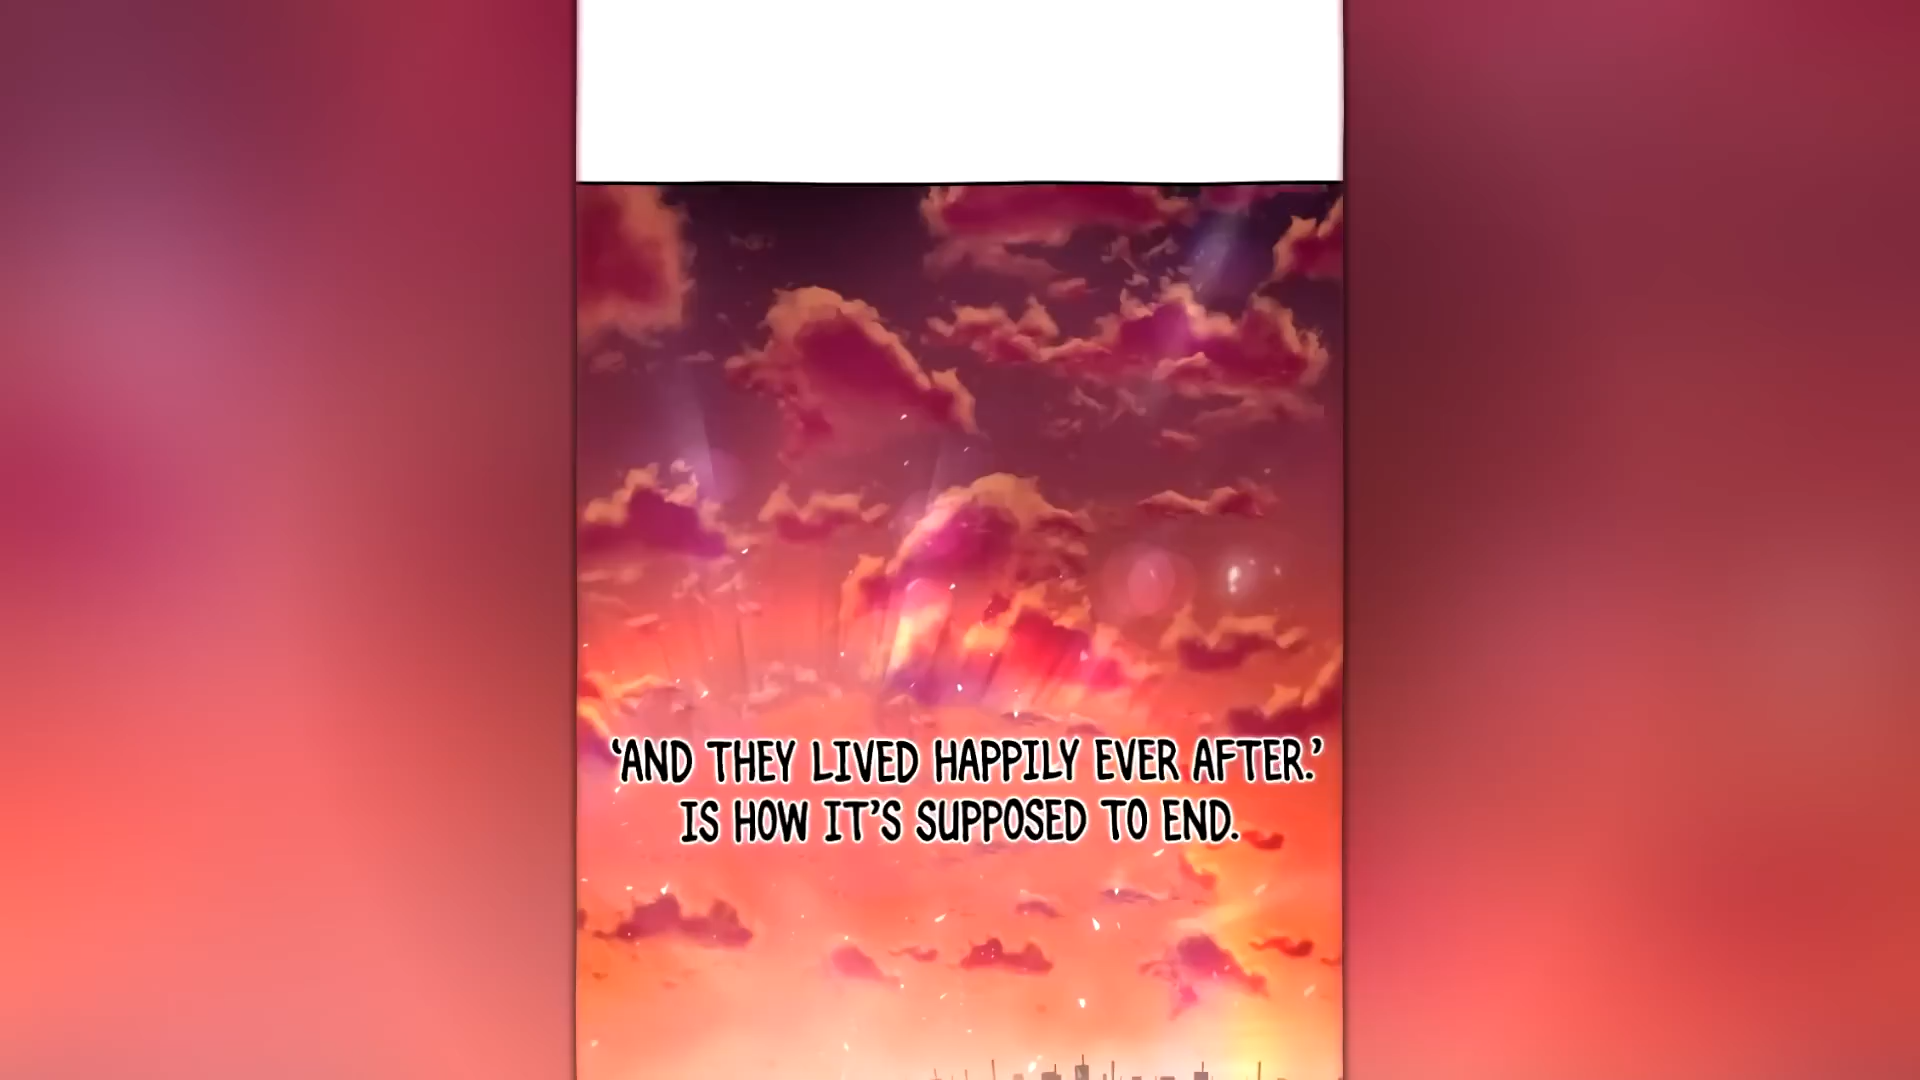 ‘AND THEY LIVED HAPPILY EVER AFTER.’
IS HOW IT’S SUPPOSED TO END.